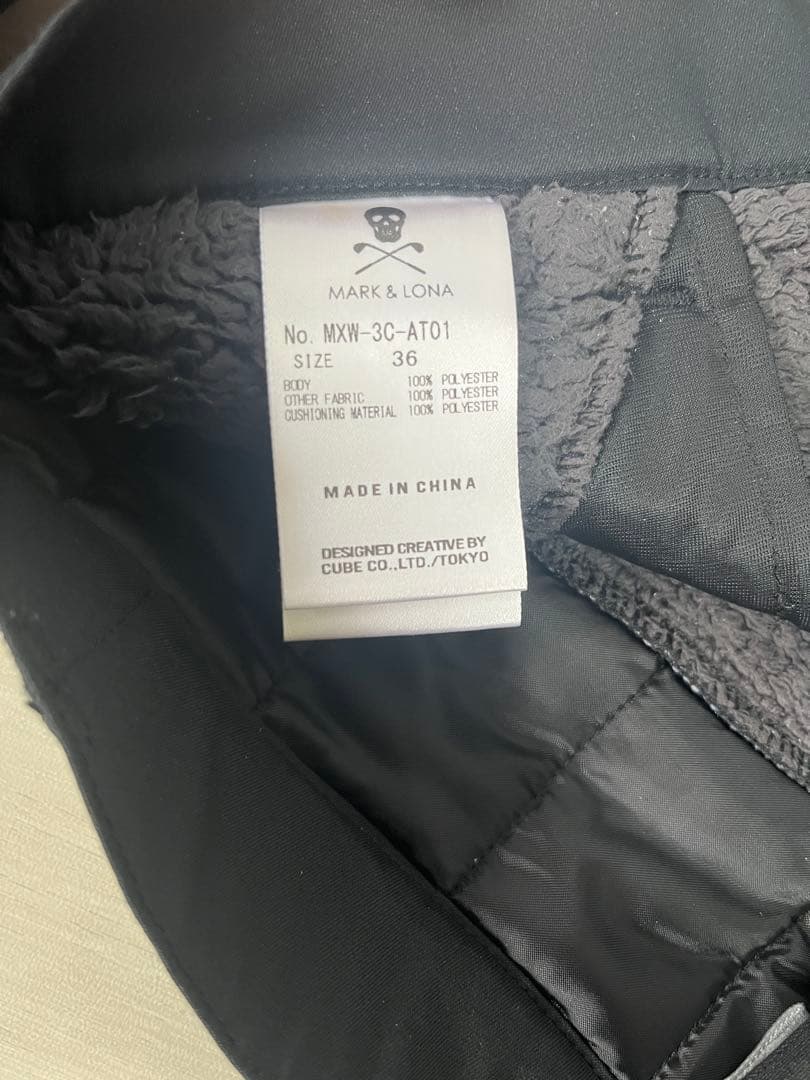 MARK & LONA
No. MXW-3C-AT01
SIZE 36
BODY 100% POLYESTER
OTHER FABRIC 100% POLYESTER
CUSHIONING MATERIAL 100% POLYESTER
MADE IN CHINA
DESIGNED CREATIVE BY
CUBE CO.,LTD./TOKYO